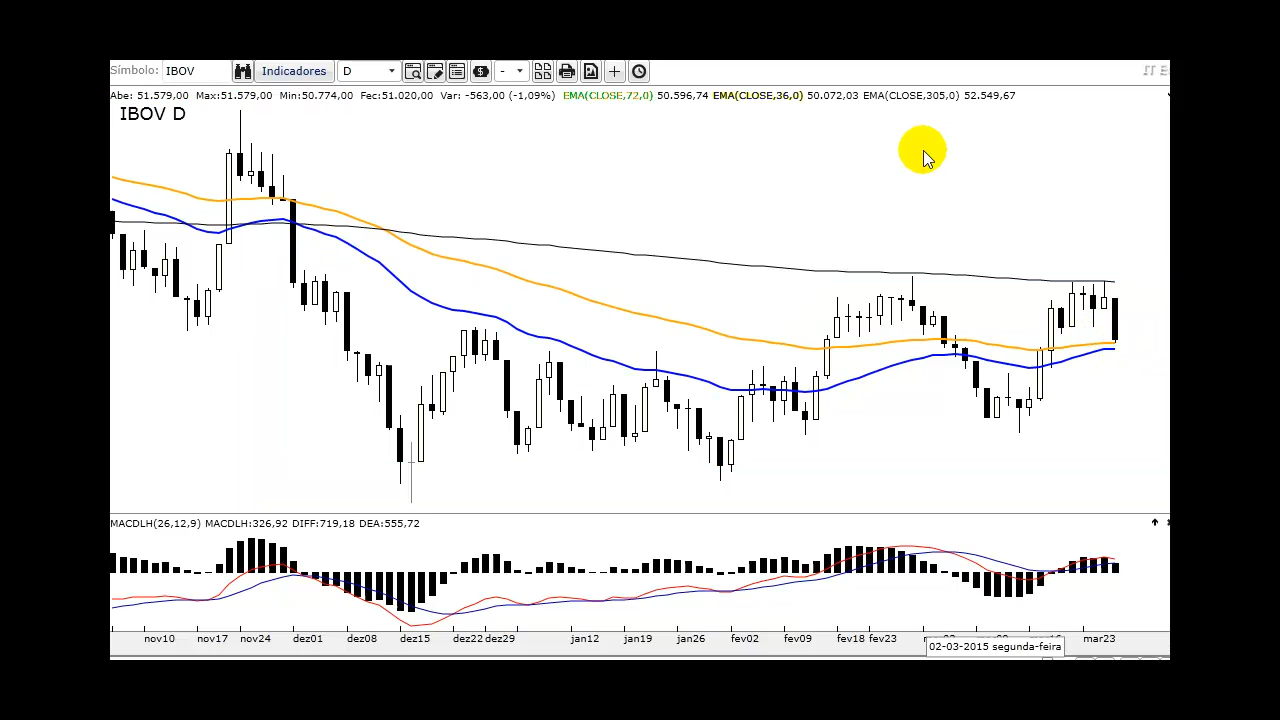 Símbolo: IBOV Indicadores D -
Abe: 51.579,00 Max:51.579,00 Min:50.774,00 Fec:51.020,00 Var: -563,00 (-1,09%) EMA(CLOSE,72,0) 50.596,74 EMA(CLOSE,36,0) 50.072,03 EMA(CLOSE,305,0) 52.549,67
IBOV D
MACDLH(26,12,9) MACDLH:326,92 DIFF:719,18 DEA:555,72
nov10 nov17 nov24 dez01 dez08 dez15 dez22 dez29 jan12 jan19 jan26 fev02 fev09 fev18 fev23 mar23
02-03-2015 segunda-feira